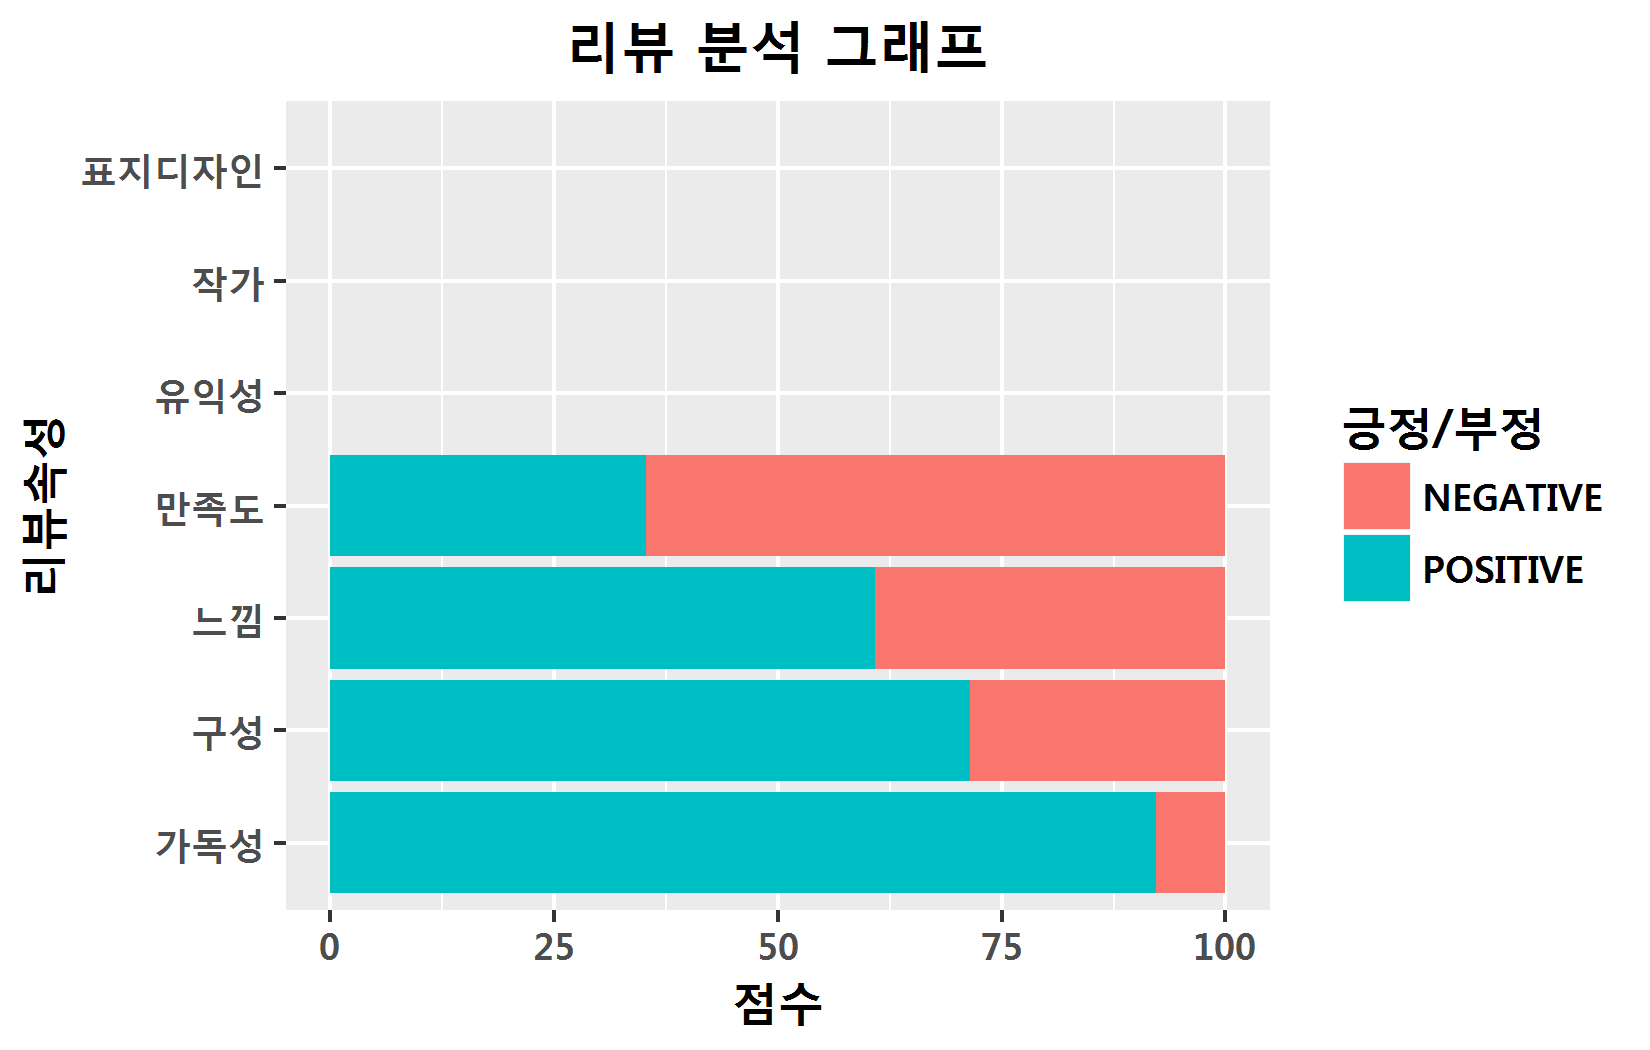 리뷰 분석 그래프
표지디자인
작가
유익성
만족도
느낌
구성
가독성
리뷰속성
0 25 50 75 100
점수
긍정/부정
NEGATIVE
POSITIVE